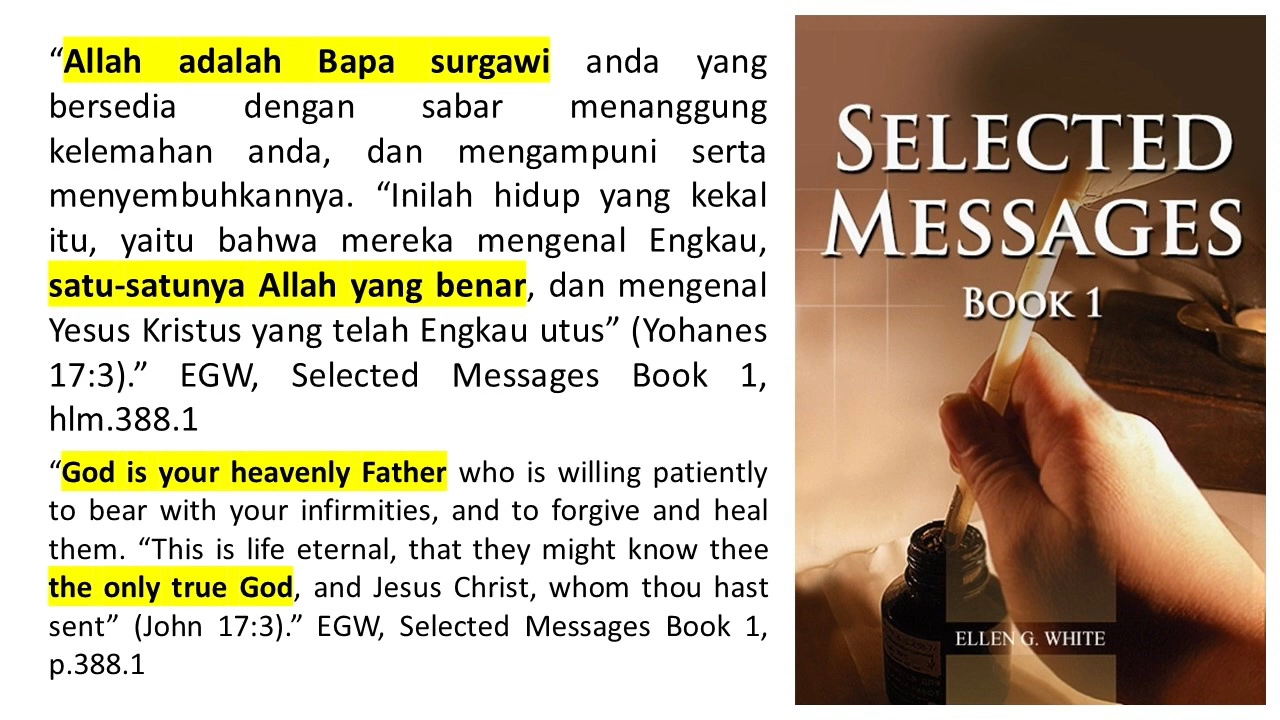 “Allah adalah Bapa surgawi anda yang
bersedia dengan sabar menanggung
kelemahan anda, dan mengampuni serta
menyembuhkannya. “Inilah hidup yang kekal
itu, yaitu bahwa mereka mengenal Engkau,
satu-satunya Allah yang benar, dan mengenal
Yesus Kristus yang telah Engkau utus” (Yohanes
17:3).” EGW, Selected Messages Book 1,
hlm.388.1
“God is your heavenly Father who is willing patiently
to bear with your infirmities, and to forgive and heal
them. “This is life eternal, that they might know thee
the only true God, and Jesus Christ, whom thou hast
sent” (John 17:3).” EGW, Selected Messages Book 1,
p.388.1
SELECTED
MESSAGES
BOOK 1
ELLEN G. WHITE